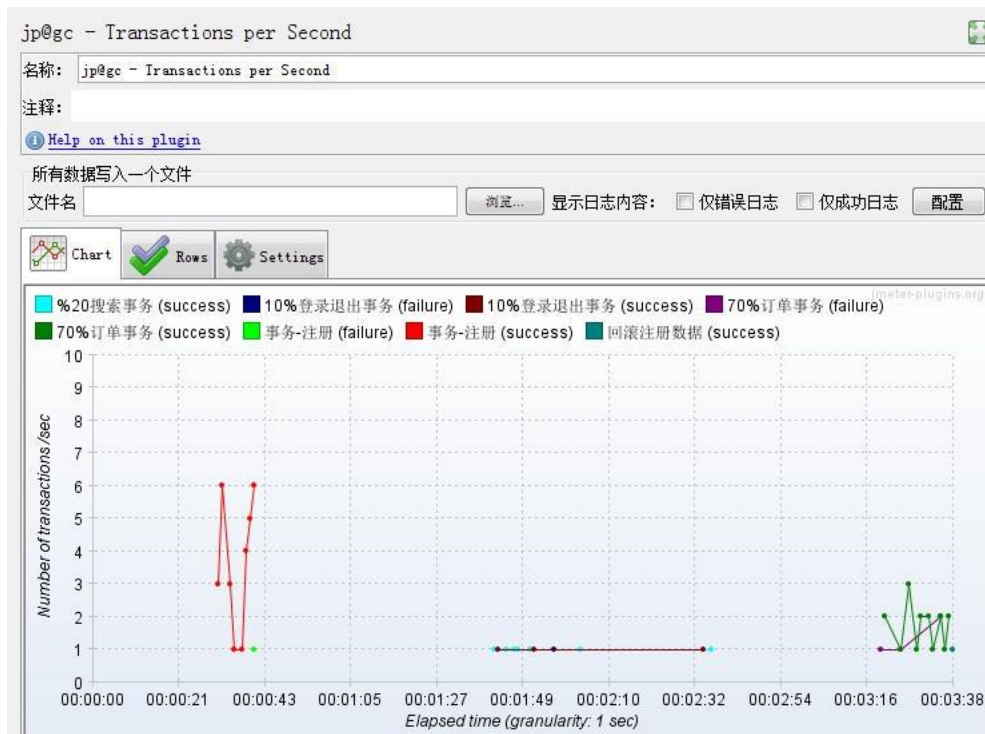 jp@gc - Transactions per Second
名称： jp@gc - Transactions per Second
注释：
Help on this plugin
所有数据写入一个文件
文件名 浏览... 显示日志内容： 仅错误日志 仅成功日志 配置
Chart Rows Settings
jmeter-plugins.org
%20搜索事务 (success) 10%登录退出事务 (failure) 10%登录退出事务 (success) 70%订单事务 (failure)
70%订单事务 (success) 事务-注册 (failure) 事务-注册 (success) 回滚注册数据 (success)
Number of transactions /sec
10
9
8
7
6
5
4
3
2
1
0
00:00:00 00:00:21 00:00:43 00:01:05 00:01:27 00:01:49 00:02:10 00:02:32 00:02:54 00:03:16 00:03:38
Elapsed time (granularity: 1 sec)